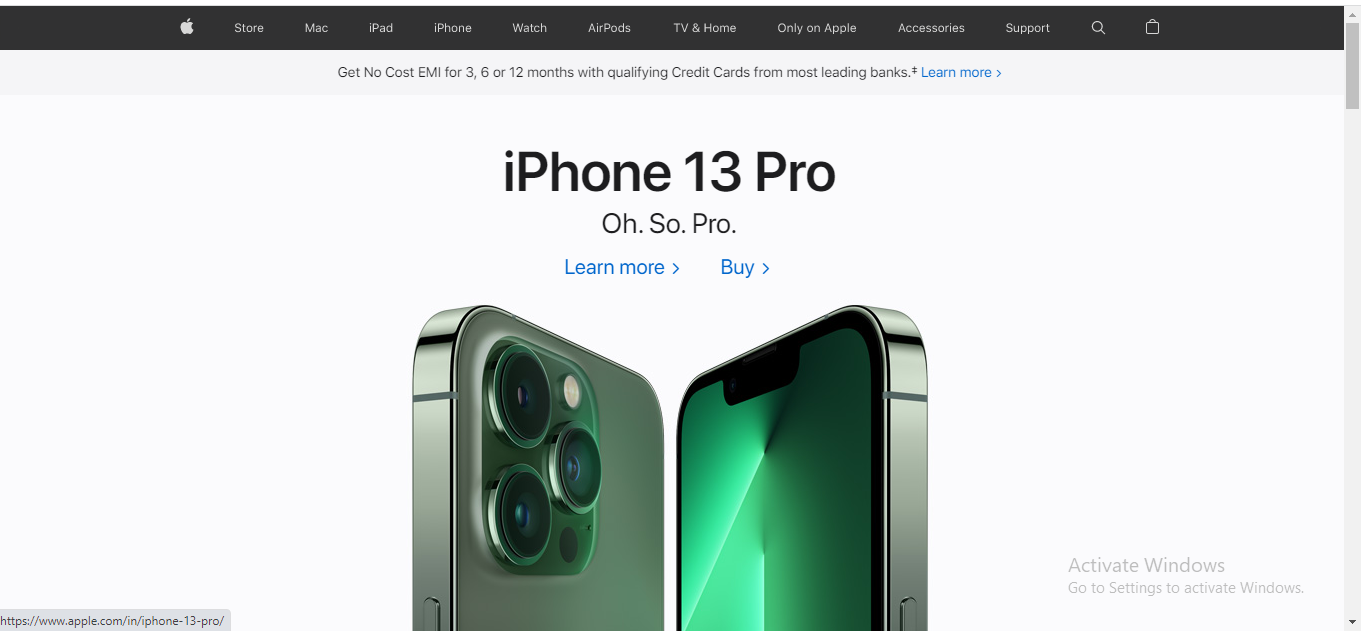 Store Mac iPad iPhone Watch AirPods TV & Home Only on Apple Accessories Support
Get No Cost EMI for 3, 6 or 12 months with qualifying Credit Cards from most leading banks.‡ Learn more >
iPhone 13 Pro
Oh. So. Pro.
Learn more > Buy >
Activate Windows
Go to Settings to activate Windows.
https://www.apple.com/in/iphone-13-pro/